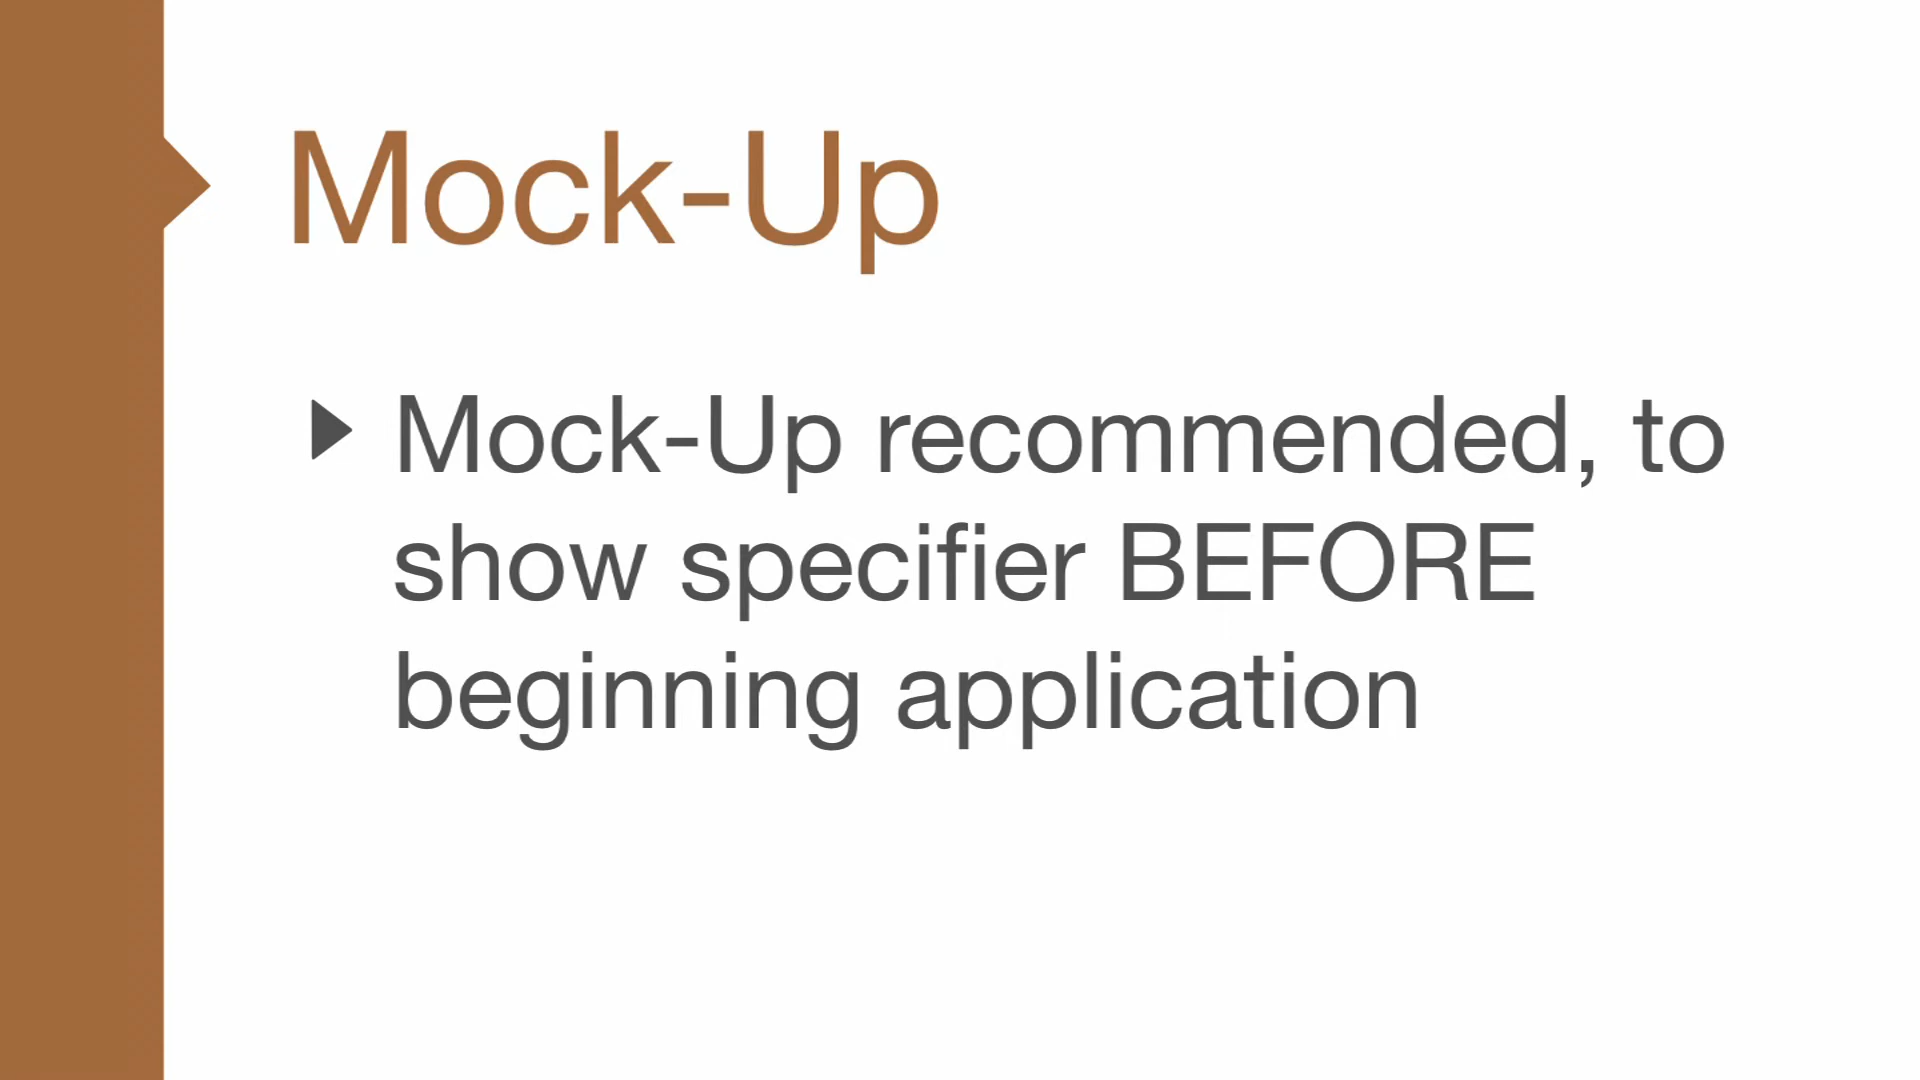 Mock-Up
Mock-Up recommended, to
show specifier BEFORE
beginning application